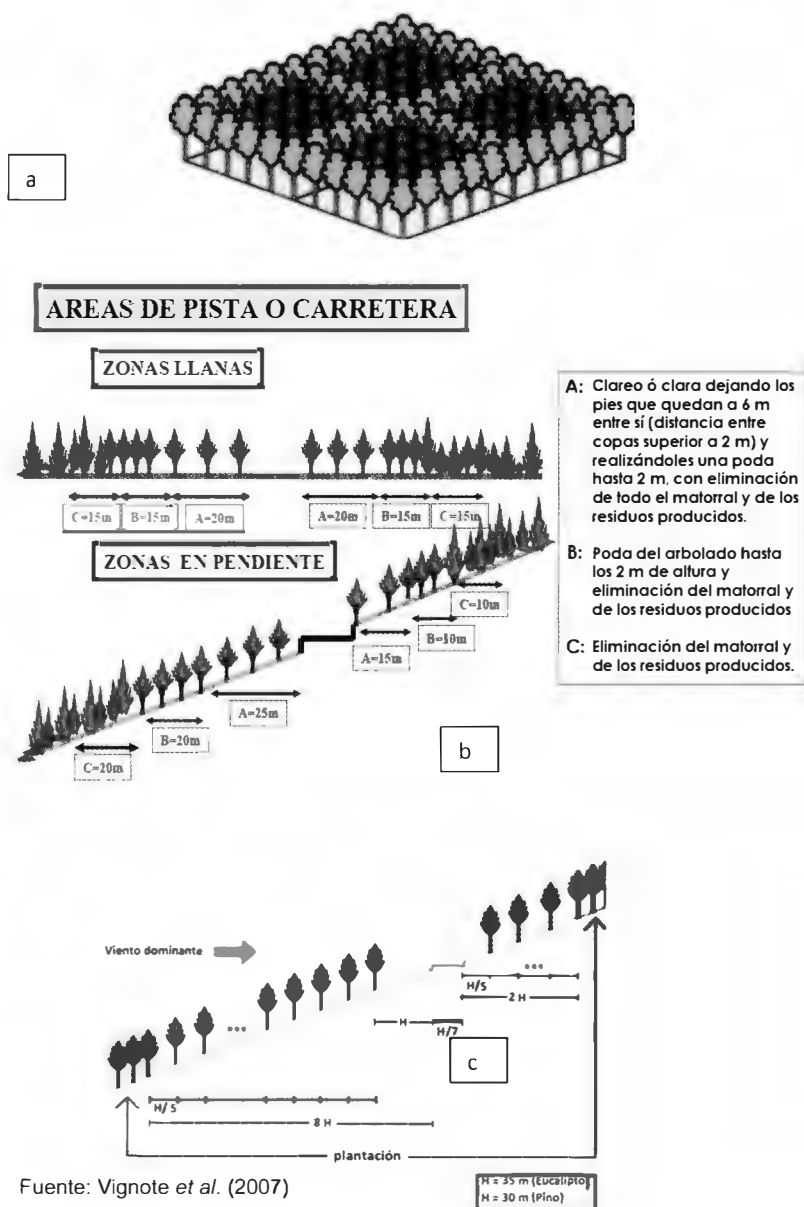 a
AREAS DE PISTA O CARRETERA
ZONAS LLANAS
C=15m B=15m A=20m A=20m B=15m C=15m
ZONAS EN PENDIENTE
C=10m
B=10m
A=15m
A=25m
B=20m
C=20m
A: Clareo ó clara dejando los
pies que quedan a 6 m
entre sí (distancia entre
copas superior a 2 m) y
realizándoles una poda
hasta 2 m, con eliminación
de todo el matorral y de los
residuos producidos.
B: Poda del arbolado hasta
los 2 m de altura y
eliminación del matorral y
de los residuos producidos
C: Eliminación del matorral y
de los residuos producidos.
b
Viento dominante
...
...
H/5
2 H
H
H/7
c
H/5
8 H
plantación
Fuente: Vignote et al. (2007)
H = 35 m (Eucalipto)
H = 30 m (Pino)